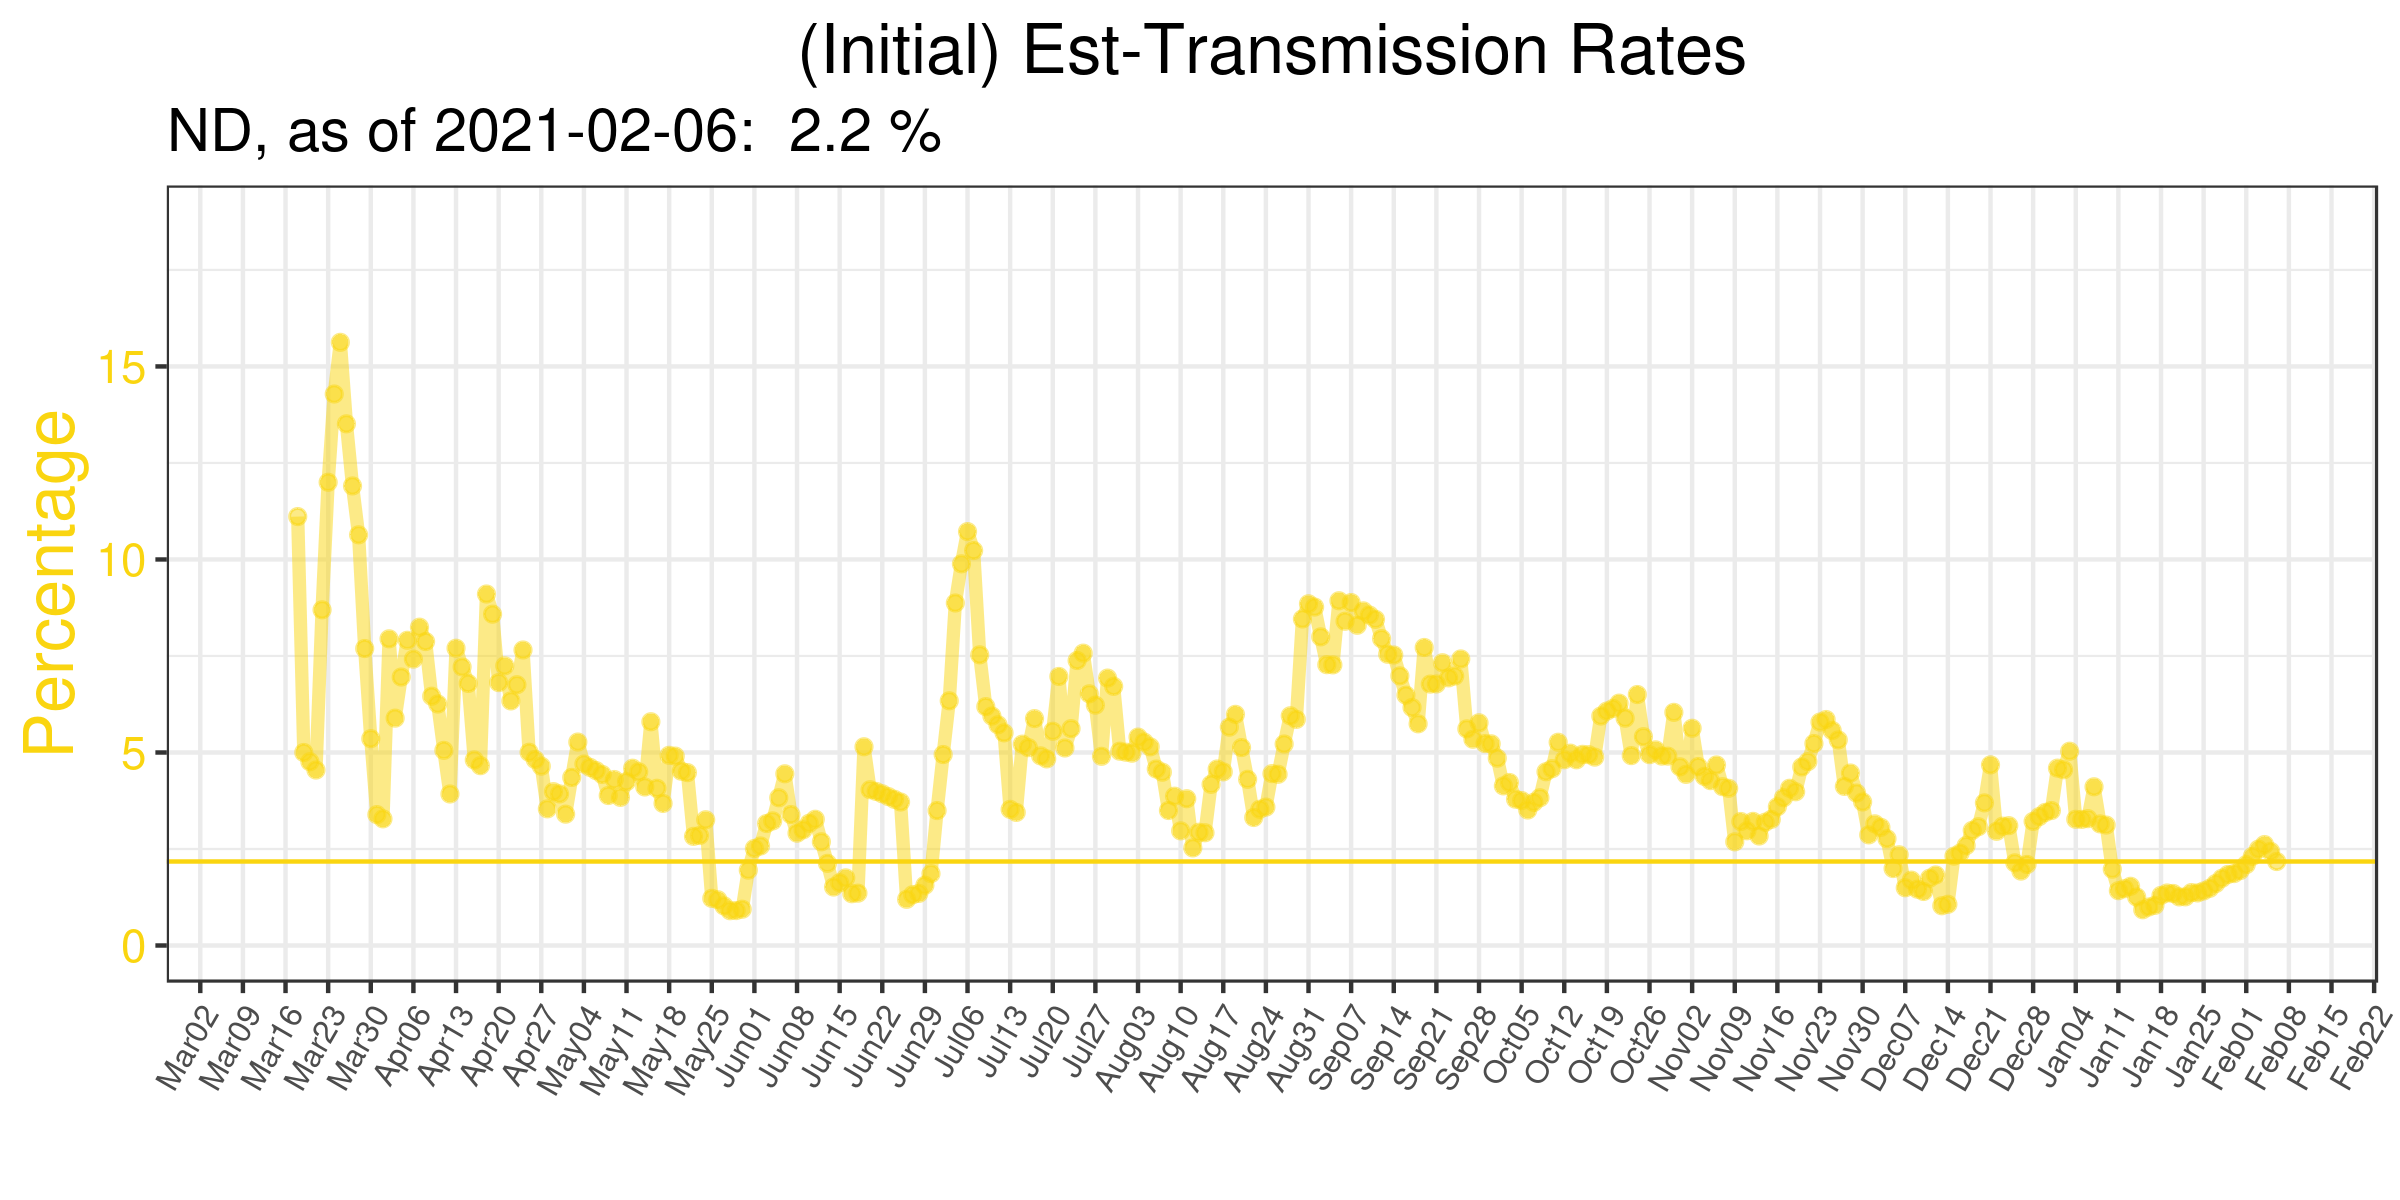 (Initial) Est-Transmission Rates
ND, as of 2021-02-06: 2.2 %
Percentage
15
10
5
0
Mar02
Mar09
Mar16
Mar23
Mar30
Apr06
Apr13
Apr20
Apr27
May04
May11
May18
May25
Jun01
Jun08
Jun15
Jun22
Jun29
Jul06
Jul13
Jul20
Jul27
Aug03
Aug10
Aug17
Aug24
Aug31
Sep07
Sep14
Sep21
Sep28
Oct05
Oct12
Oct19
Oct26
Nov02
Nov09
Nov16
Nov23
Nov30
Dec07
Dec14
Dec21
Dec28
Jan04
Jan11
Jan18
Jan25
Feb01
Feb08
Feb15
Feb22